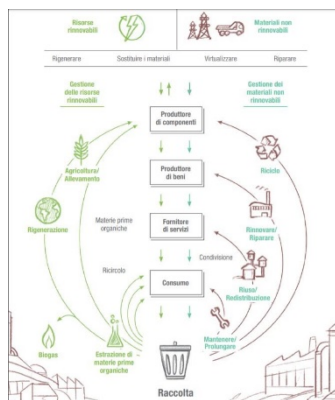 Risorse
rinnovabili
Materiali non
rinnovabili
Rigenerare
Sostituire i materiali
Virtualizzare
Riparare
Gestione
delle risorse
rinnovabili
Gestione dei
materiali non
rinnovabili
Produttore
di componenti
Agricoltura/
Allevamento
Riciclo
Produttore
di beni
Rigenerazione
Materie prime
organiche
Fornitore
di servizi
Rinnovare/
Riparare
Condivisione
Ricircolo
Consumo
Riuso/
Redistribuzione
Mantenere/
Prolungare
Biogas
Estrazione di
materie prime
organiche
Raccolta